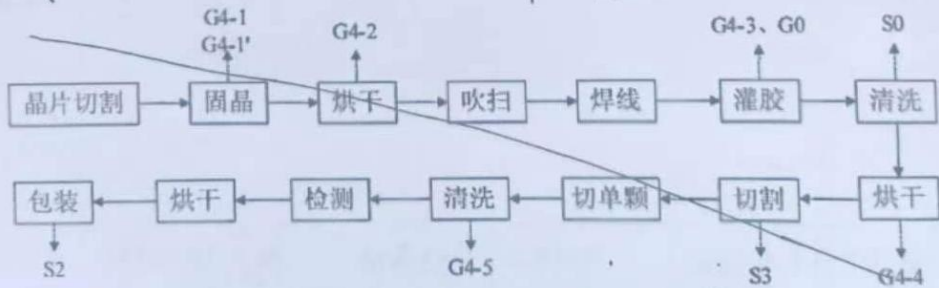 G4-1
G4-1'
G4-2
G4-3、G0
S0
晶片切割
固晶
烘干
吹扫
焊线
灌胶
清洗
包装
烘干
检测
清洗
切单颗
切割
烘干
S2
G4-5
S3
G4-4